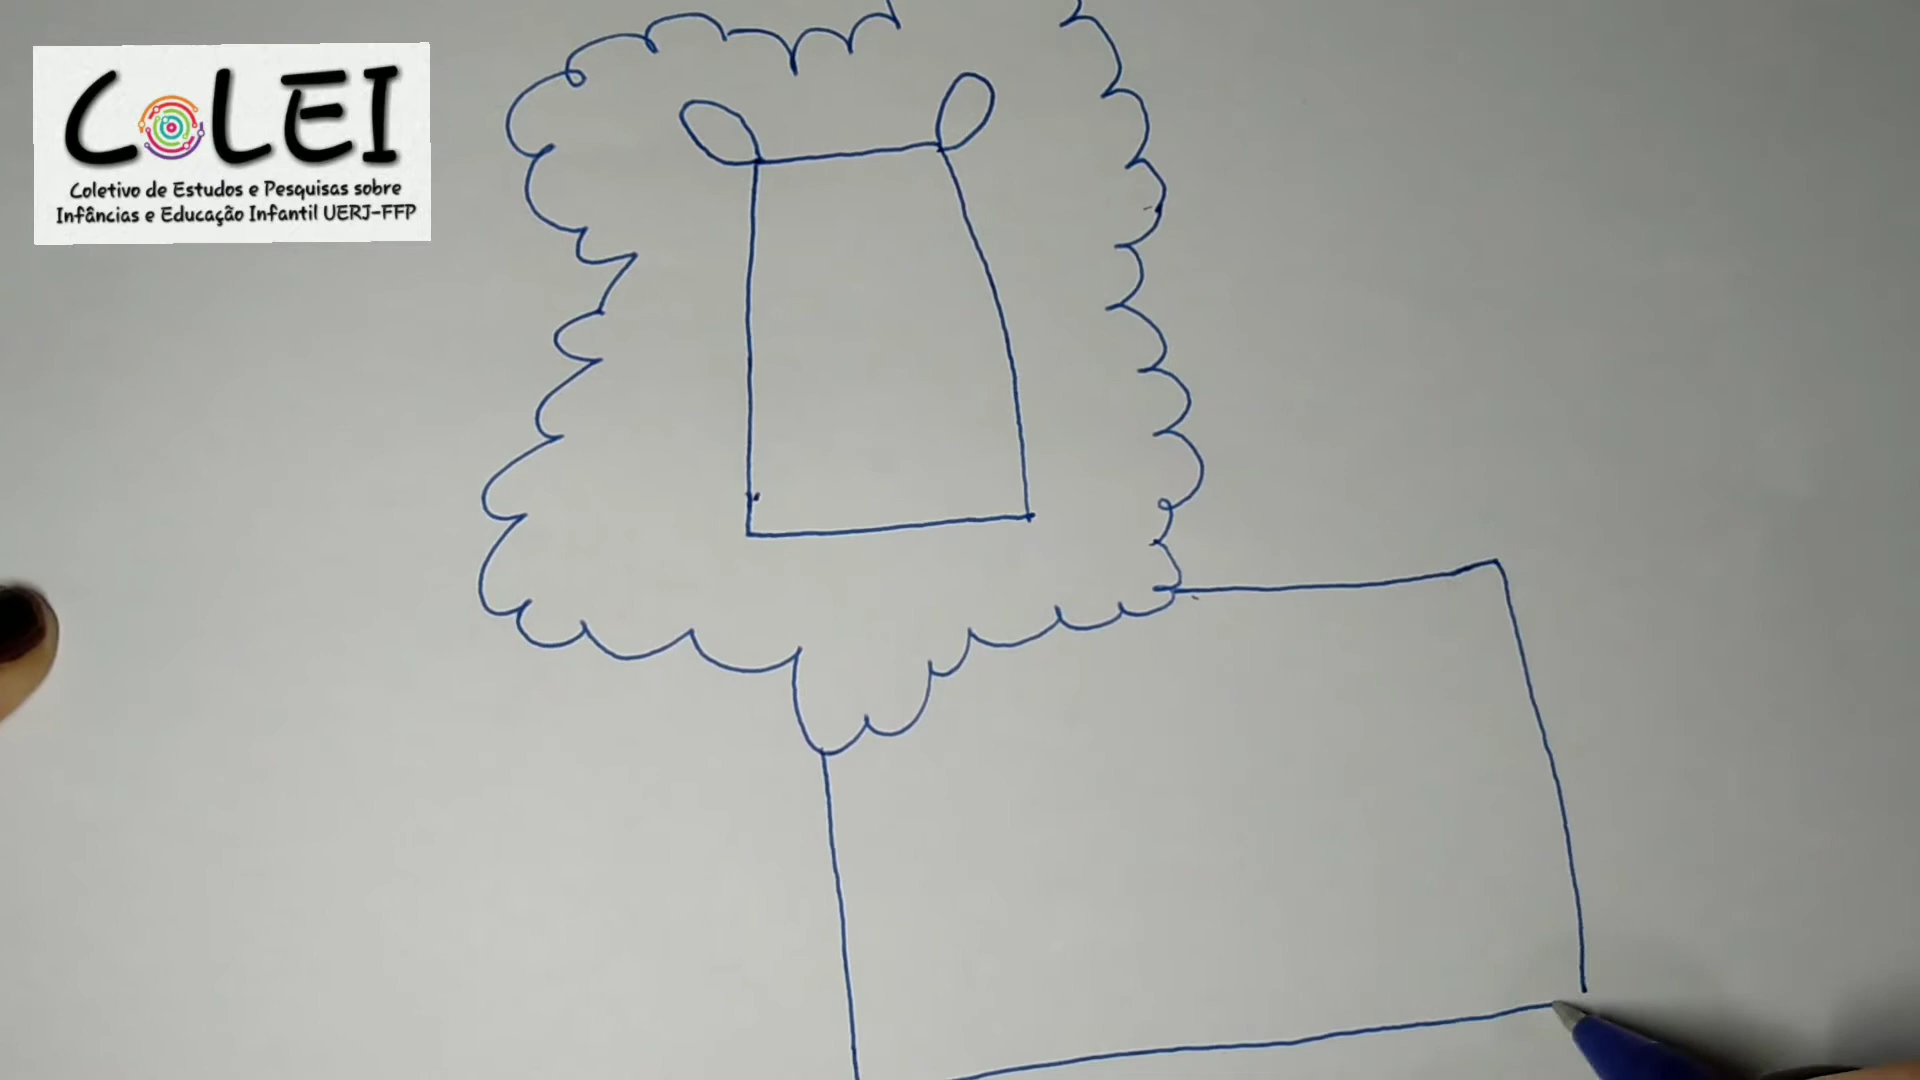 COLEI
Coletivo de Estudos e Pesquisas sobre
Infâncias e Educação Infantil UERJ-FFP